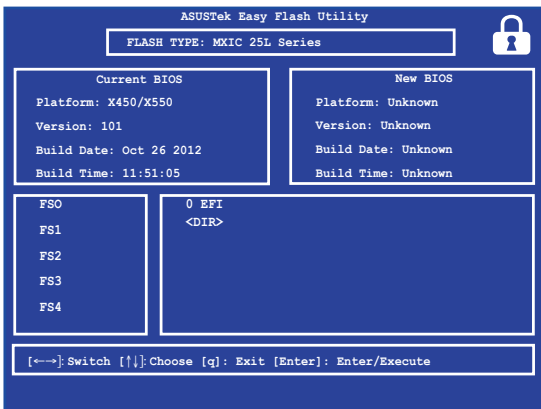 ASUSTek Easy Flash Utility
FLASH TYPE: MXIC 25L Series
Current BIOS
Platform: X450/X550
Version: 101
Build Date: Oct 26 2012
Build Time: 11:51:05
New BIOS
Platform: Unknown
Version: Unknown
Build Date: Unknown
Build Time: Unknown
FSO
FS1
FS2
FS3
FS4
0 EFI
<DIR>
[←→]: Switch [↑↓]: Choose [q]: Exit [Enter]: Enter/Execute